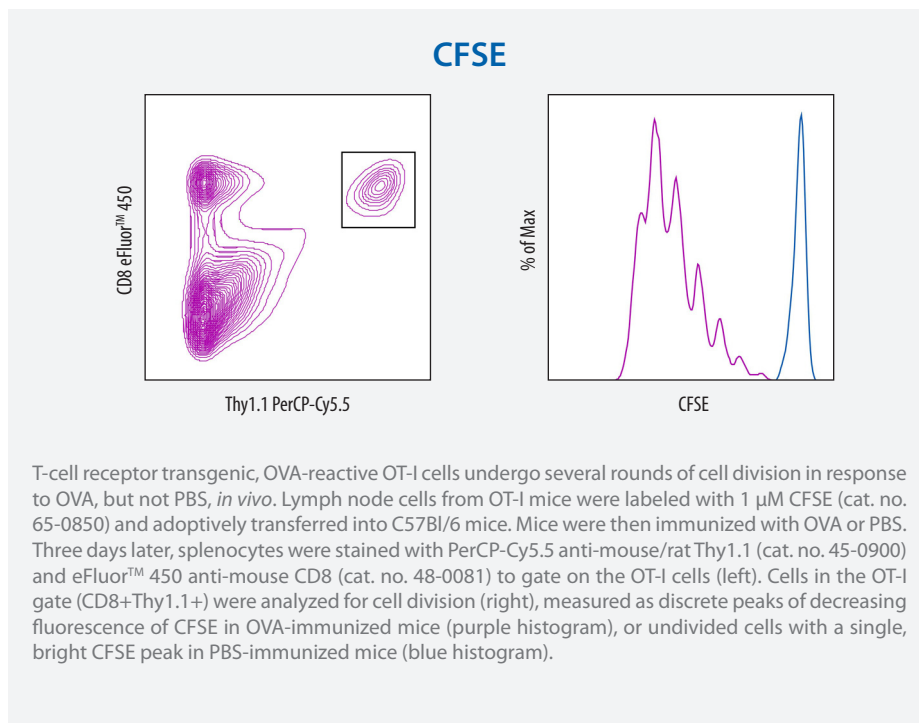 CFSE
CD8 eFluor™ 450
Thy1.1 PerCP-Cy5.5
% of Max
CFSE
T-cell receptor transgenic, OVA-reactive OT-I cells undergo several rounds of cell division in response
to OVA, but not PBS, in vivo. Lymph node cells from OT-I mice were labeled with 1 µM CFSE (cat. no.
65-0850) and adoptively transferred into C57Bl/6 mice. Mice were then immunized with OVA or PBS.
Three days later, splenocytes were stained with PerCP-Cy5.5 anti-mouse/rat Thy1.1 (cat. no. 45-0900)
and eFluor™ 450 anti-mouse CD8 (cat. no. 48-0081) to gate on the OT-I cells (left). Cells in the OT-I
gate (CD8+Thy1.1+) were analyzed for cell division (right), measured as discrete peaks of decreasing
fluorescence of CFSE in OVA-immunized mice (purple histogram), or undivided cells with a single,
bright CFSE peak in PBS-immunized mice (blue histogram).